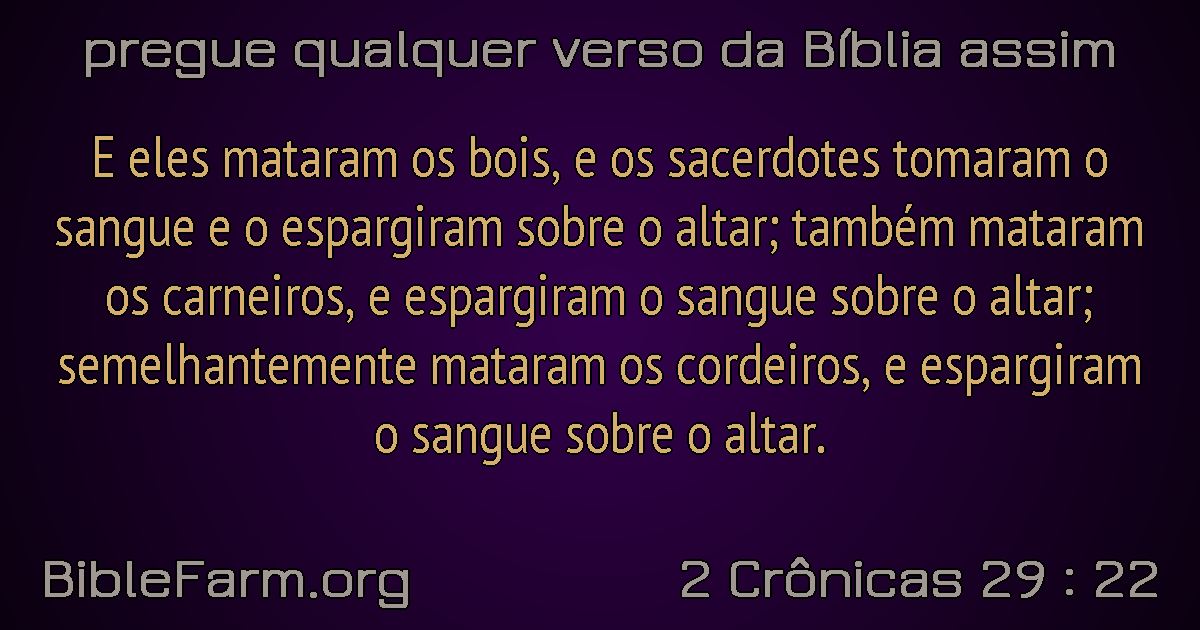 pregue qualquer verso da Bíblia assim
E eles mataram os bois, e os sacerdotes tomaram o
sangue e o espargiram sobre o altar; também mataram
os carneiros, e espargiram o sangue sobre o altar;
semelhantemente mataram os cordeiros, e espargiram
o sangue sobre o altar.
BibleFarm.org
2 Crônicas 29 : 22